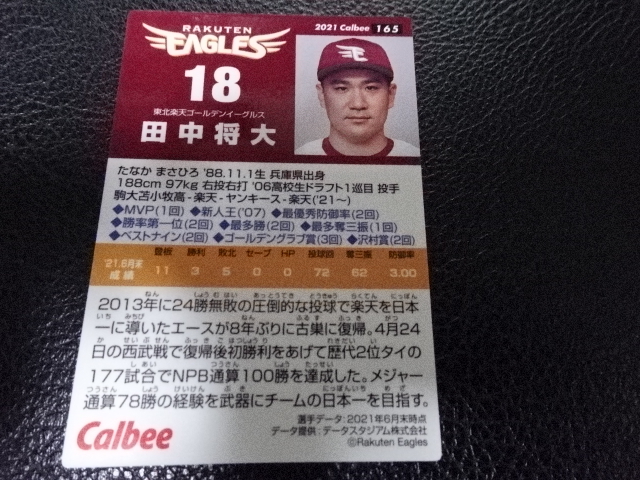 RAKUTEN
EAGLES
2021 Calbee 165
18
東北楽天ゴールデンイーグルス
田中将大
たなか まさひろ '88.11.1生 兵庫県出身
188cm 97kg 右投右打 '06高校生ドラフト1巡目 投手
駒大苫小牧高-楽天-ヤンキース-楽天('21~)
◆MVP(1回) ◆新人王('07) ◆最優秀防御率(2回)
◆勝率第一位(2回) ◆最多勝(2回) ◆最多奪三振(1回)
◆ベストナイン(2回) ◆ゴールデングラブ賞(3回) ◆沢村賞(2回)
'21.6月末成績 登板 勝利 敗北 セーブ HP 投球回 奪三振 防御率
11 3 5 0 0 72 62 3.00
2013年に24勝無敗の圧倒的な投球で楽天を日本
一に導いたエースが8年ぶりに古巣に復帰。4月24
日の西武戦で復帰後初勝利をあげて歴代2位タイの
177試合でNPB通算100勝を達成した。メジャー
通算78勝の経験を武器にチームの日本一を目指す。
選手データ:2021年6月末時点
データ提供:データスタジアム株式会社
©Rakuten Eagles
Calbee